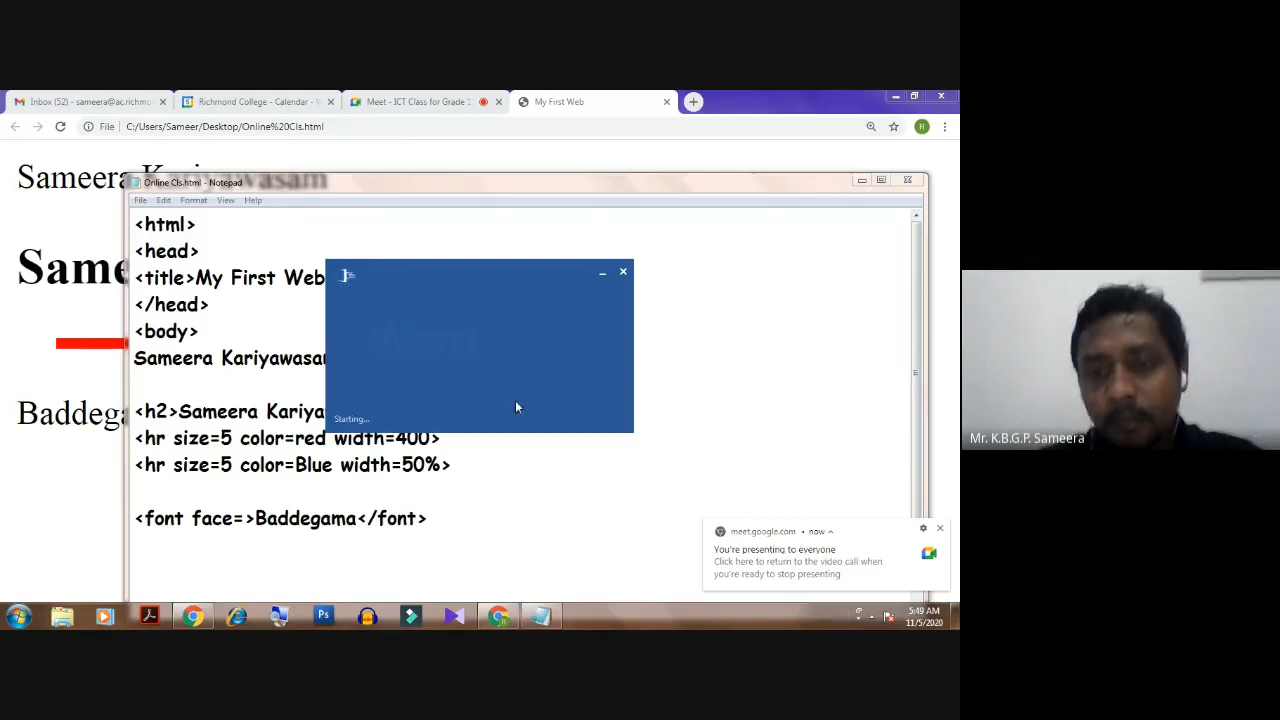 Inbox (52) - sameera@ac.richmo
Richmond College - Calendar -
Meet - ICT Class for Grade 1
My First Web
File
C:/Users/Sameer/Desktop/Online%20Cls.html
Sameera Kariyawasam
Online Cls.html - Notepad
File Edit Format View Help
<html>
<head>
<title>My First Web
</head>
<body>
Sameera Kariyawasa
<h2>Sameera Kariya
<hr size=5 color=red width=400>
<hr size=5 color=Blue width=50%>
<font face=>Baddegama</font>
Same
Baddega
Starting...
meet.google.com • now
You're presenting to everyone
Click here to return to the video call when
you're ready to stop presenting
Ps
5:49 AM
11/5/2020
Mr. K.B.G.P. Sameera